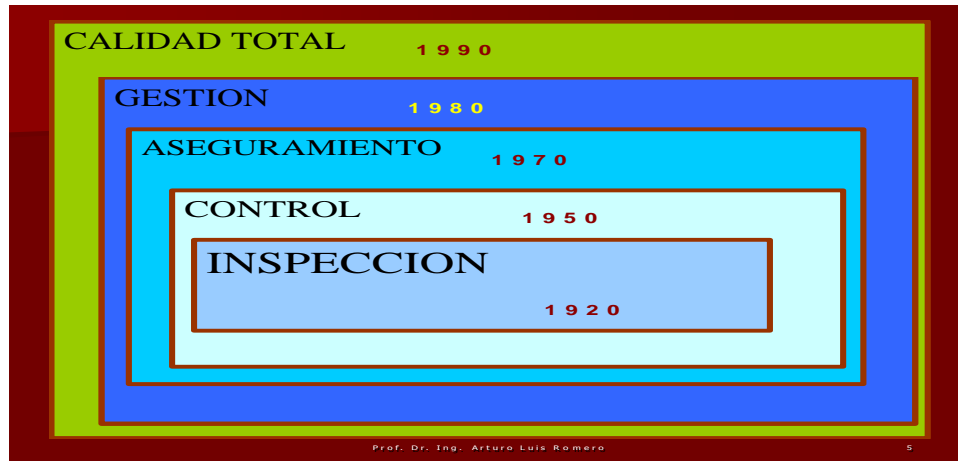 CALIDAD TOTAL 1990
GESTION 1980
ASEGURAMIENTO 1970
CONTROL 1950
INSPECCION
1920
Prof. Dr. Ing. Arturo Luis Romero 5